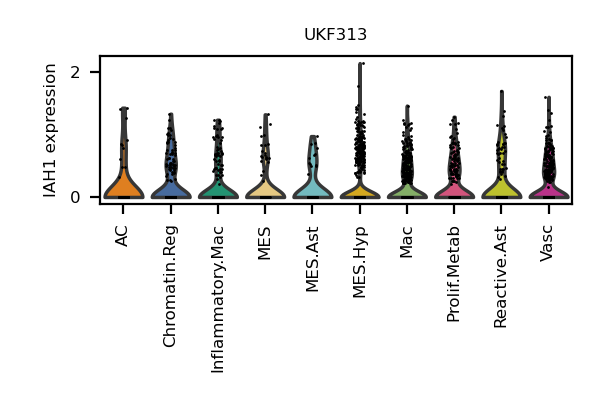 UKF313
IAH1 expression
2
0
AC
Chromatin.Reg
Inflammatory.Mac
MES
MES.Ast
MES.Hyp
Mac
Prolif.Metab
Reactive.Ast
Vasc